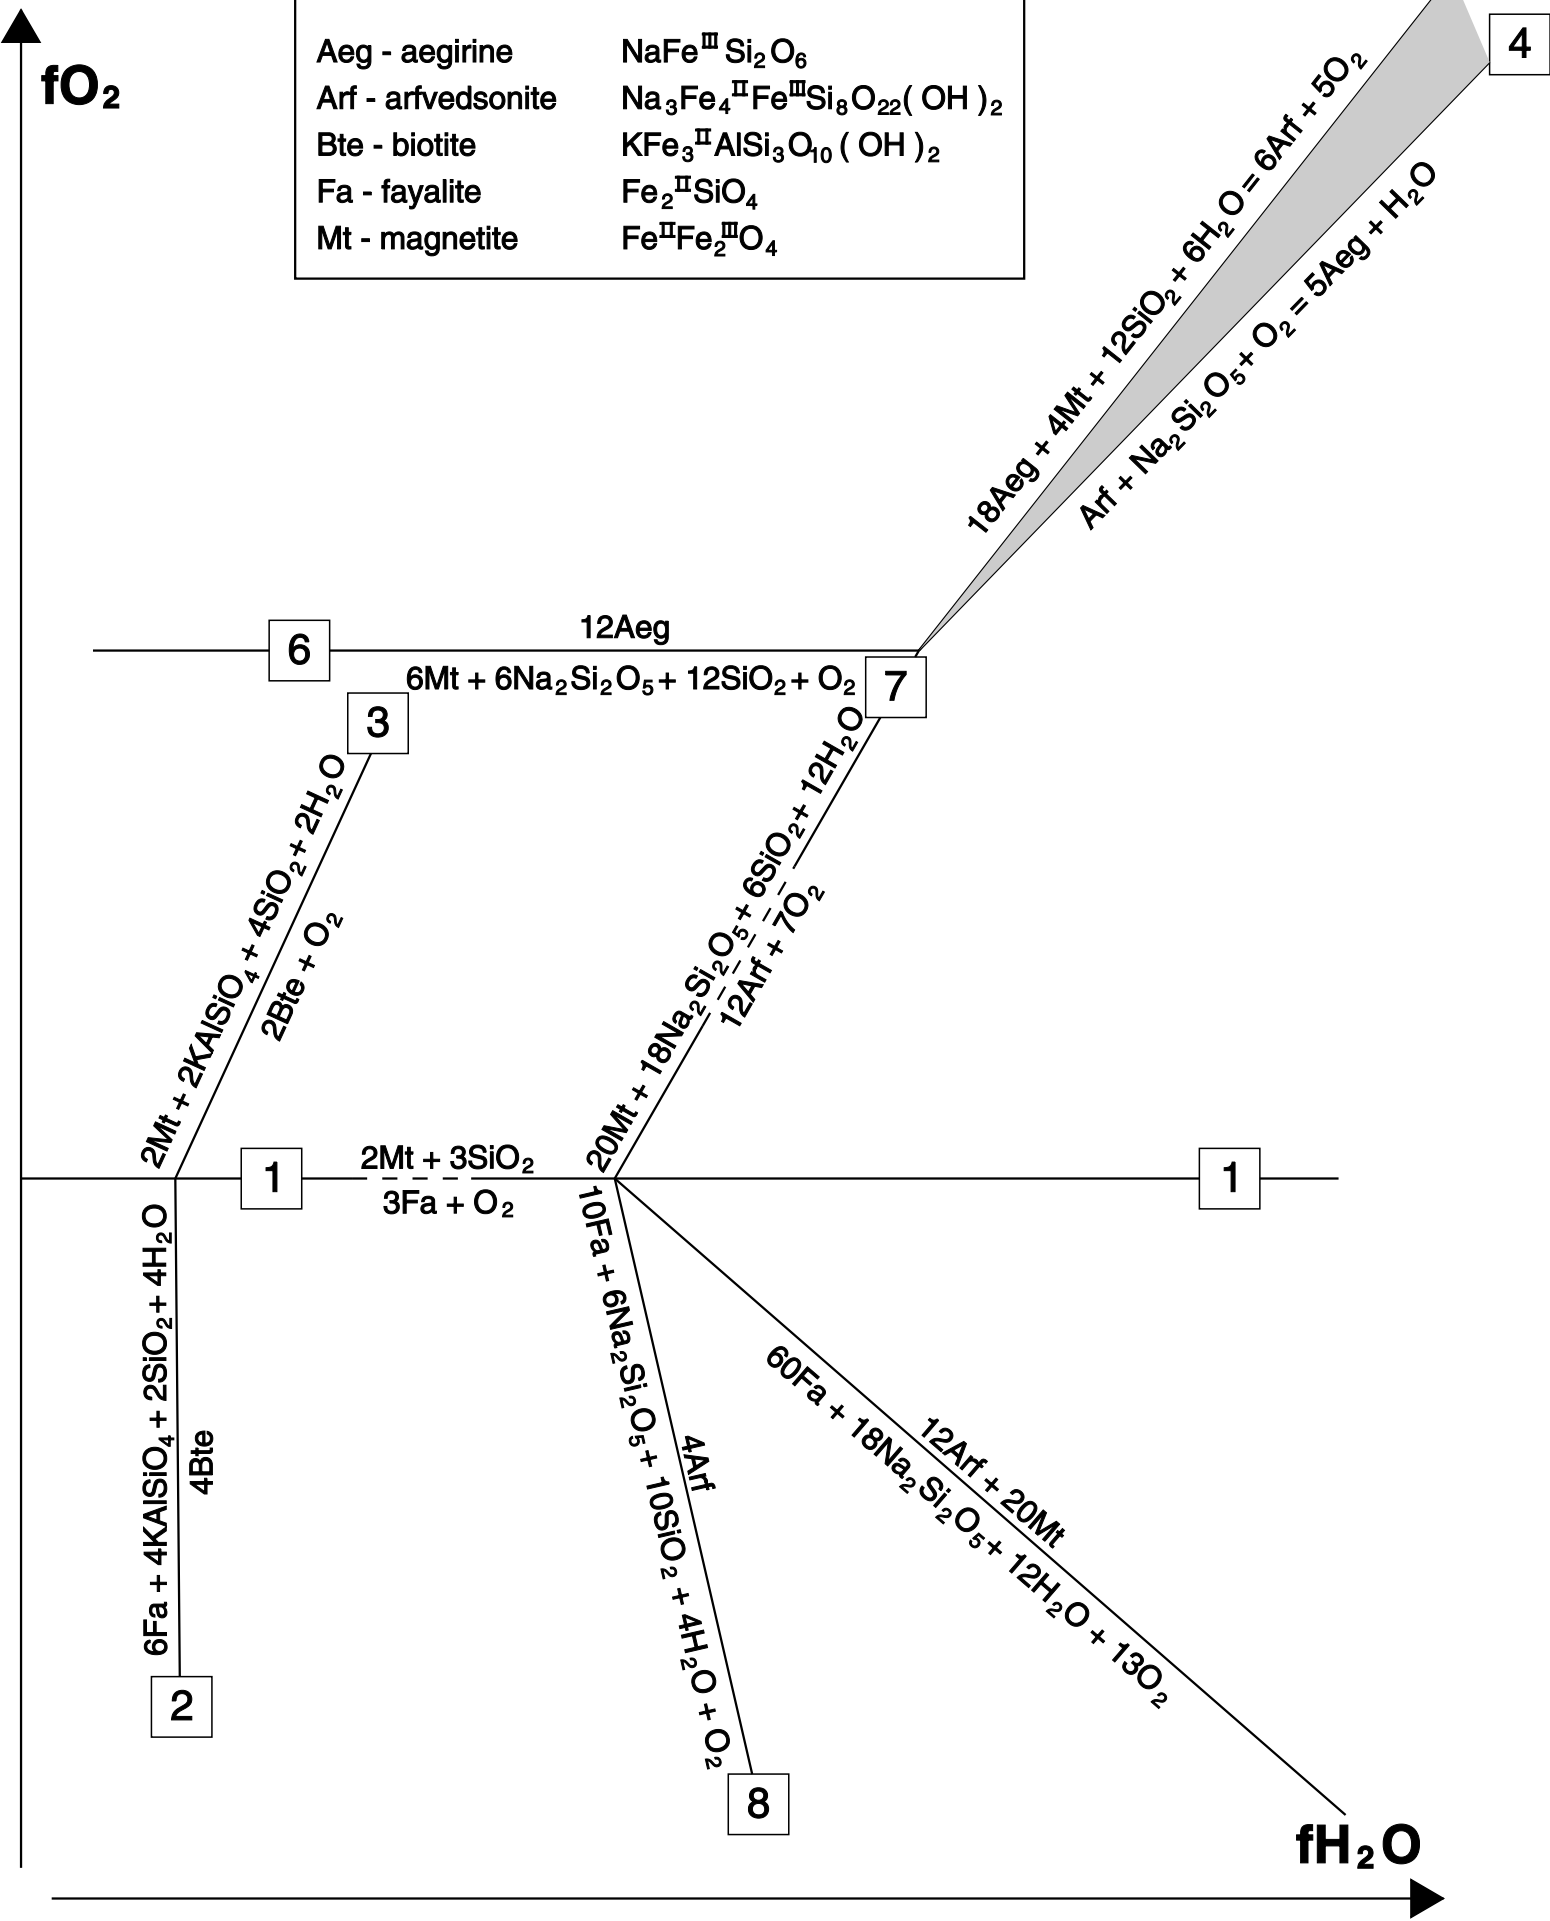 fO₂
Aeg - aegirine NaFeᴵᴵᴵSi₂O₆
Arf - arfvedsonite Na₃Fe₄ᴵᴵFeᴵᴵᴵSi₈O₂₂( OH )₂
Bte - biotite KFe₃ᴵᴵAlSi₃O₁₀ ( OH )₂
Fa - fayalite Fe₂ᴵᴵSiO₄
Mt - magnetite FeᴵᴵFe₂ᴵᴵᴵO₄
4
18Aeg + 4Mt + 12SiO₂ + 6H₂O = 6Arf + 5O₂
Arf + Na₂Si₂O₅ + O₂ = 5Aeg + H₂O
12Aeg
6
6Mt + 6Na₂Si₂O₅ + 12SiO₂ + O₂
7
3
2Mt + 2KAlSiO₄ + 4SiO₂ + 2H₂O
2Bte + O₂
20Mt + 18Na₂Si₂O₅ + 6SiO₂ + 12H₂O
12Arf + 7O₂
1
2Mt + 3SiO₂
3Fa + O₂
1
6Fa + 4KAlSiO₄ + 2SiO₂ + 4H₂O
4Bte
2
10Fa + 6Na₂Si₂O₅ + 10SiO₂ + 4H₂O + O₂
4Arf
8
12Arf + 20Mt
60Fa + 18Na₂Si₂O₅ + 12H₂O + 13O₂
fH₂O